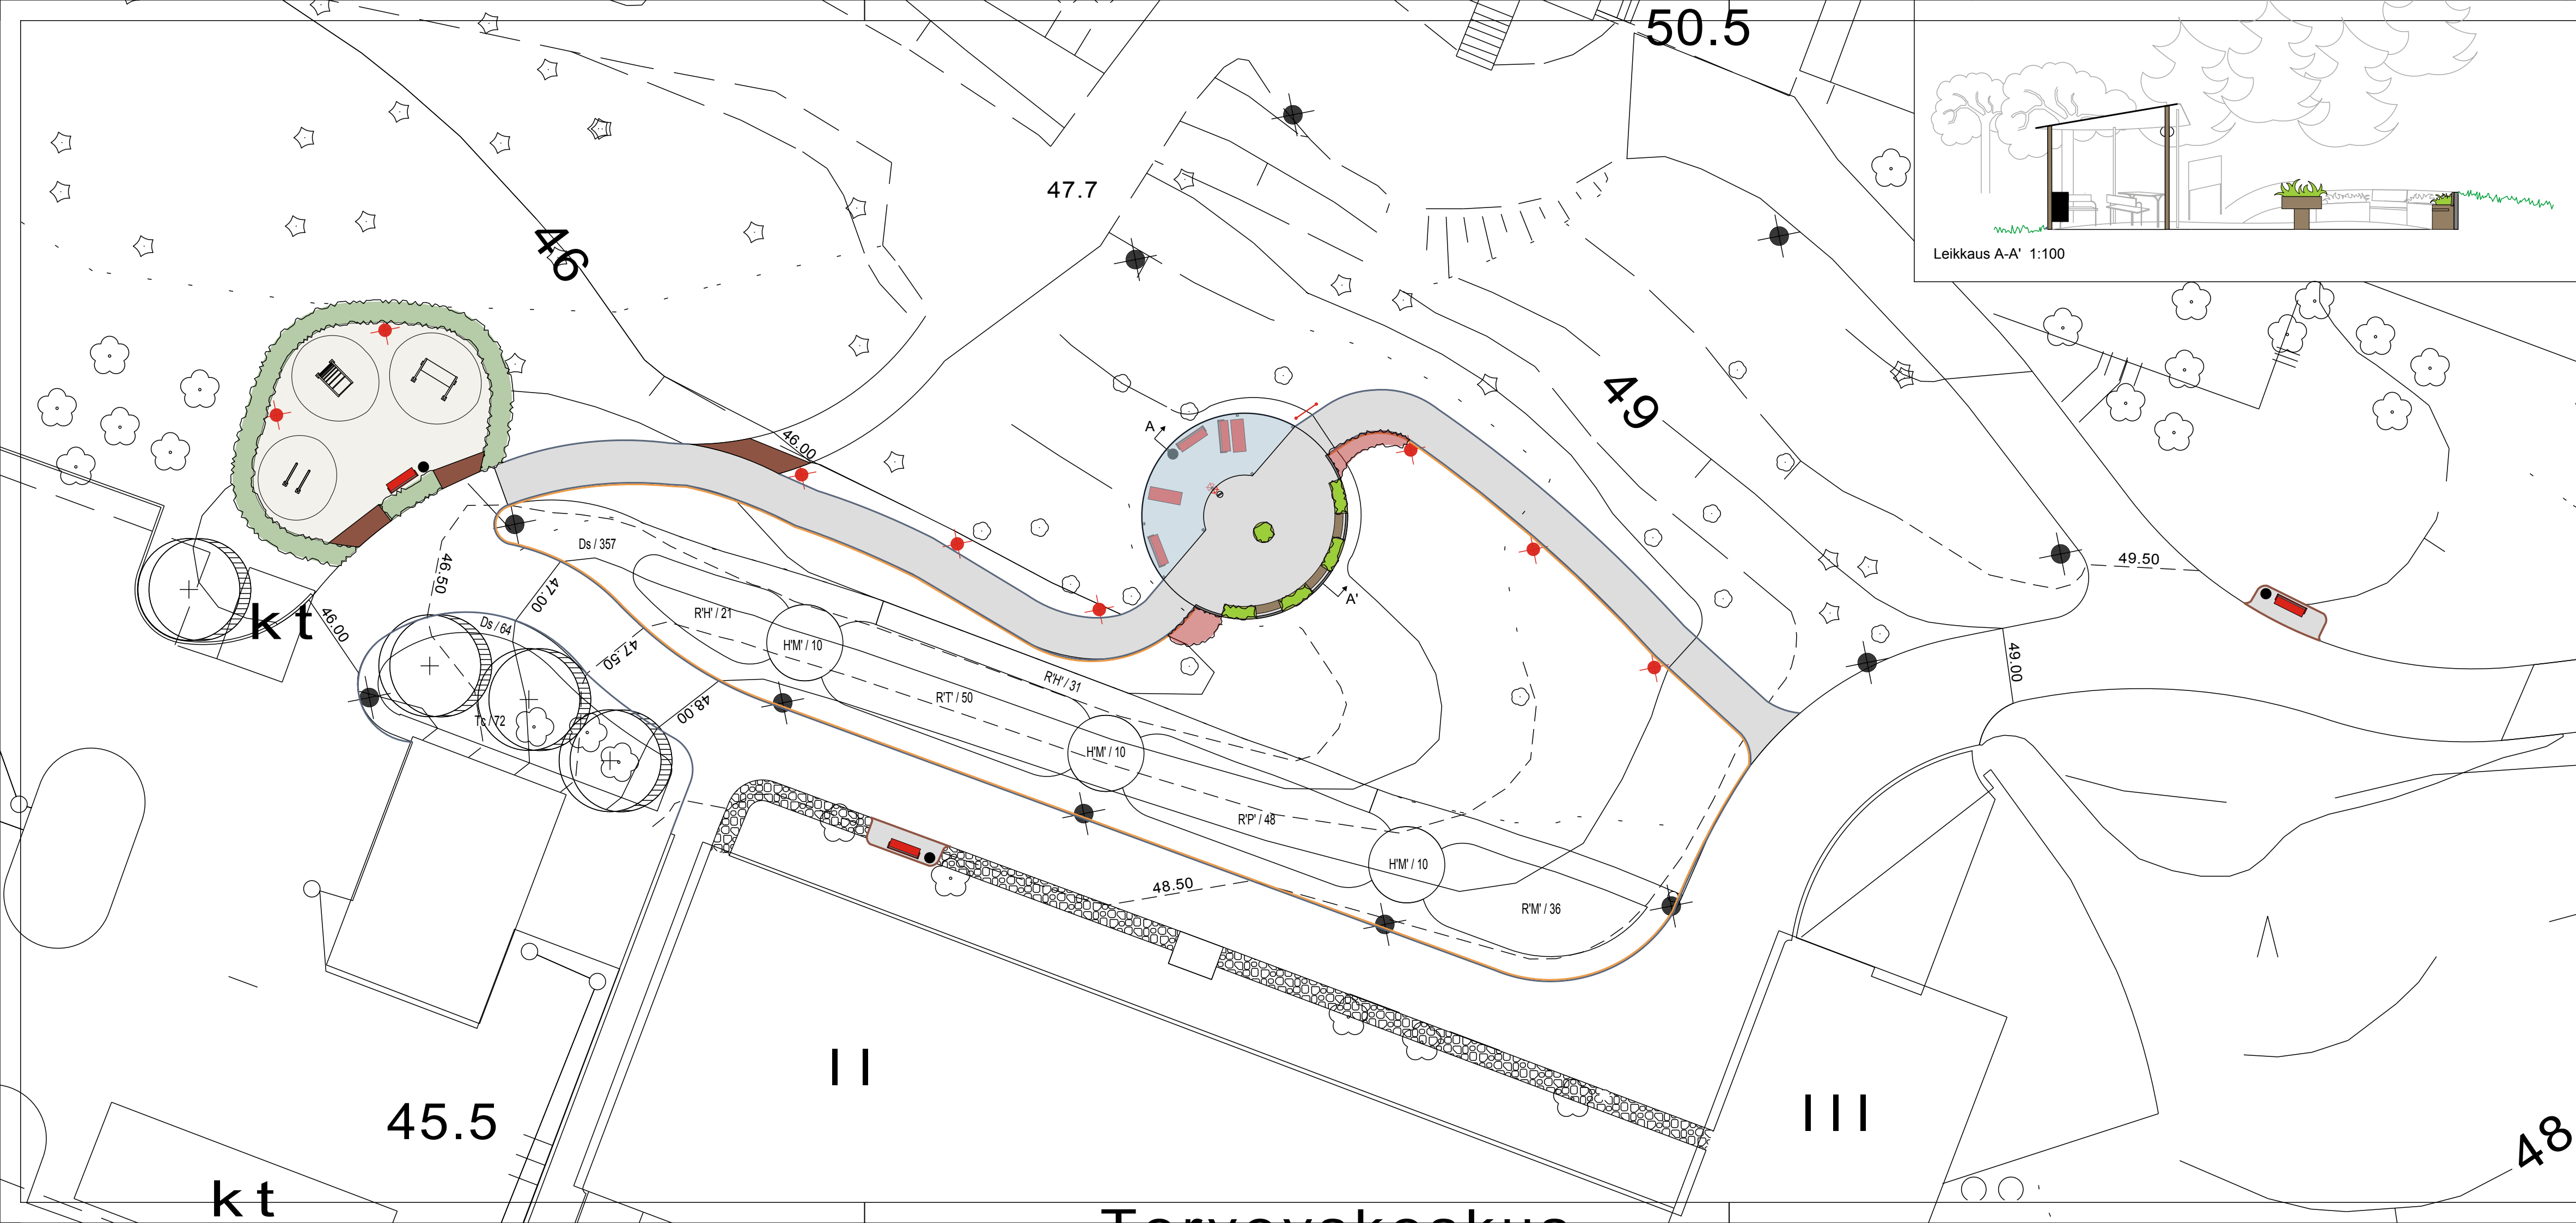 50.5
47.7
46
Leikkaus A-A' 1:100
49
A
46.00
49.50
Ds / 357
46.50
47.00
A'
R'H' / 21
kt
46.00
Ds / 64
H'M' / 10
47.50
49.00
R'H' / 31
R'T' / 50
48.00
Tc / 72
H'M' / 10
R'P' / 48
H'M' / 10
48.50
R'M' / 36
II
III
45.5
48
kt